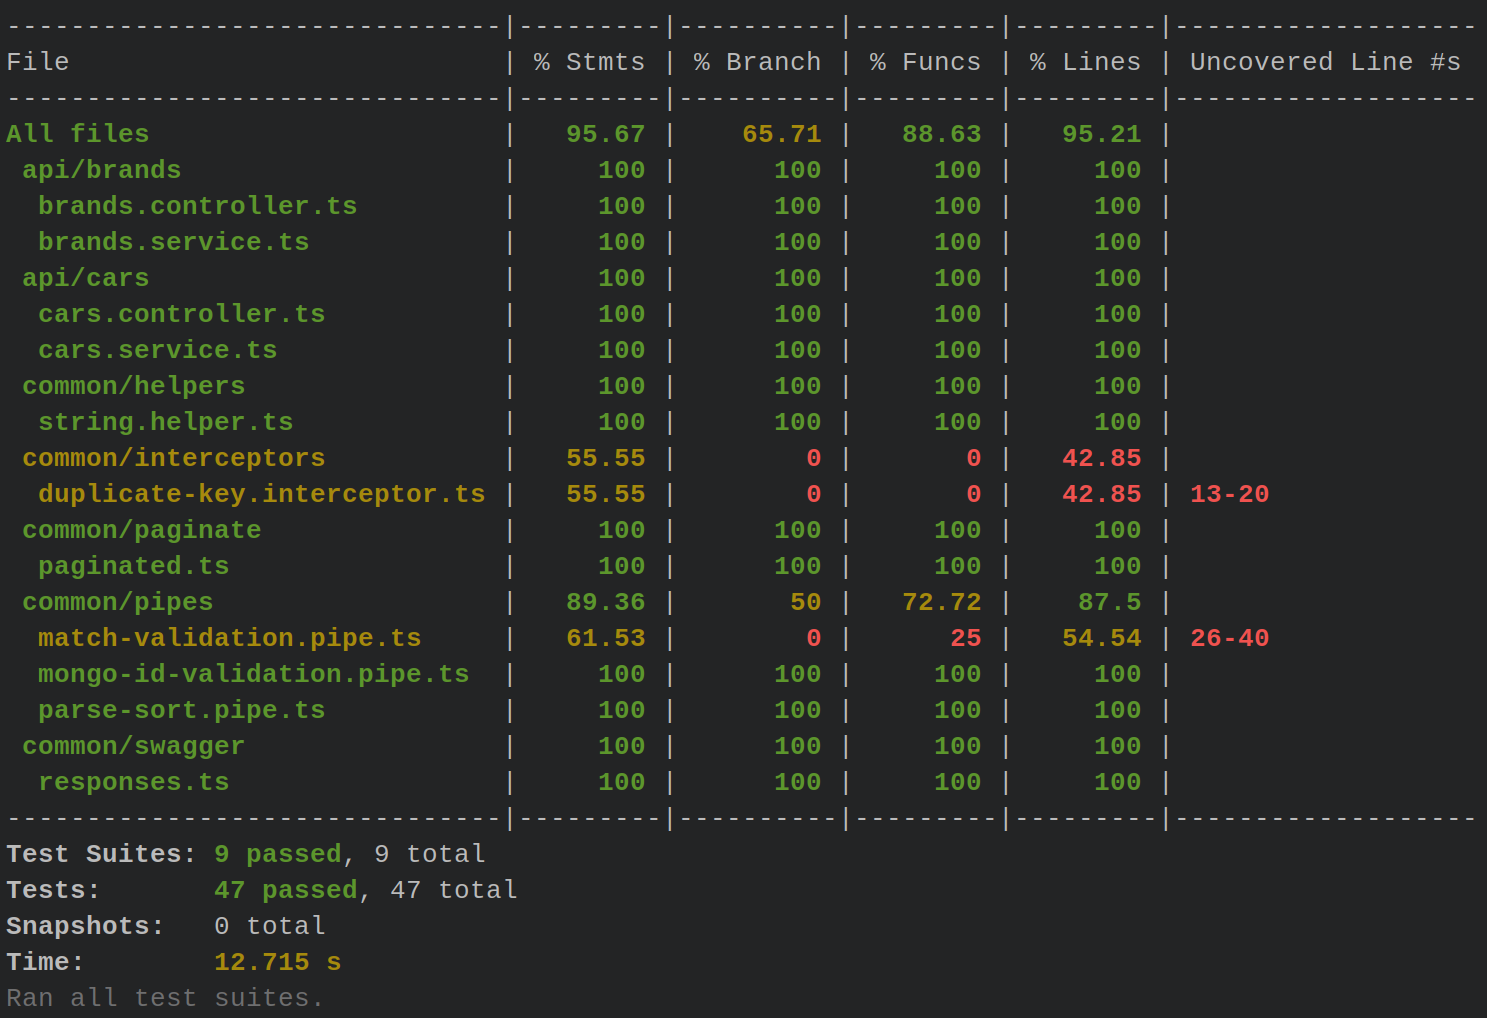 -------------------------------|---------|----------|---------|---------|-------------------
File                           | % Stmts | % Branch | % Funcs | % Lines | Uncovered Line #s
-------------------------------|---------|----------|---------|---------|-------------------
All files                      |   95.67 |    65.71 |   88.63 |   95.21 |
 api/brands                    |     100 |      100 |     100 |     100 |
  brands.controller.ts         |     100 |      100 |     100 |     100 |
  brands.service.ts            |     100 |      100 |     100 |     100 |
 api/cars                      |     100 |      100 |     100 |     100 |
  cars.controller.ts           |     100 |      100 |     100 |     100 |
  cars.service.ts              |     100 |      100 |     100 |     100 |
 common/helpers                |     100 |      100 |     100 |     100 |
  string.helper.ts             |     100 |      100 |     100 |     100 |
 common/interceptors           |   55.55 |        0 |       0 |   42.85 |
  duplicate-key.interceptor.ts |   55.55 |        0 |       0 |   42.85 | 13-20
 common/paginate               |     100 |      100 |     100 |     100 |
  paginated.ts                 |     100 |      100 |     100 |     100 |
 common/pipes                  |   89.36 |       50 |   72.72 |    87.5 |
  match-validation.pipe.ts     |   61.53 |        0 |      25 |   54.54 | 26-40
  mongo-id-validation.pipe.ts  |     100 |      100 |     100 |     100 |
  parse-sort.pipe.ts           |     100 |      100 |     100 |     100 |
 common/swagger                |     100 |      100 |     100 |     100 |
  responses.ts                 |     100 |      100 |     100 |     100 |
-------------------------------|---------|----------|---------|---------|-------------------
Test Suites: 9 passed, 9 total
Tests:       47 passed, 47 total
Snapshots:   0 total
Time:        12.715 s
Ran all test suites.